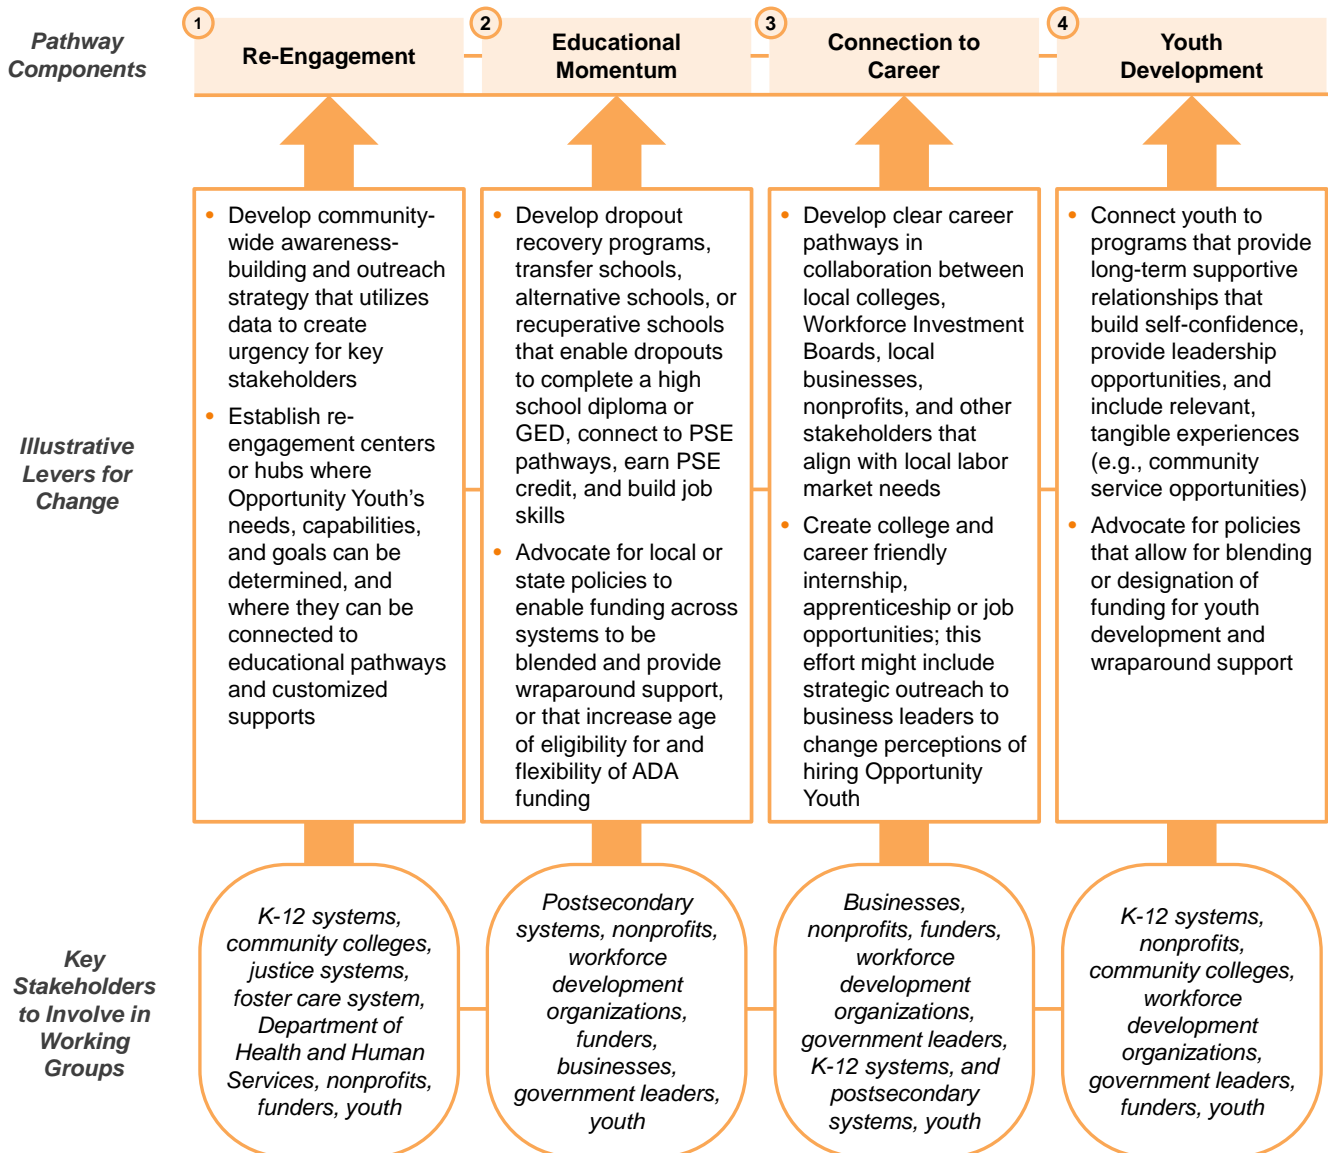 Pathway
Components
1
Re-Engagement
2
Educational
Momentum
3
Connection to
Career
4
Youth
Development
Illustrative
Levers for
Change
• Develop community-
wide awareness-
building and outreach
strategy that utilizes
data to create
urgency for key
stakeholders
• Establish re-
engagement centers
or hubs where
Opportunity Youth's
needs, capabilities,
and goals can be
determined, and
where they can be
connected to
educational pathways
and customized
supports
• Develop dropout
recovery programs,
transfer schools,
alternative schools, or
recuperative schools
that enable dropouts
to complete a high
school diploma or
GED, connect to PSE
pathways, earn PSE
credit, and build job
skills
• Advocate for local or
state policies to
enable funding across
systems to be
blended and provide
wraparound support,
or that increase age
of eligibility for and
flexibility of ADA
funding
• Develop clear career
pathways in
collaboration between
local colleges,
Workforce Investment
Boards, local
businesses,
nonprofits, and other
stakeholders that
align with local labor
market needs
• Create college and
career friendly
internship,
apprenticeship or job
opportunities; this
effort might include
strategic outreach to
business leaders to
change perceptions of
hiring Opportunity
Youth
• Connect youth to
programs that provide
long-term supportive
relationships that
build self-confidence,
provide leadership
opportunities, and
include relevant,
tangible experiences
(e.g., community
service opportunities)
• Advocate for policies
that allow for blending
or designation of
funding for youth
development and
wraparound support
Key
Stakeholders
to Involve in
Working
Groups
K-12 systems,
community colleges,
justice systems,
foster care system,
Department of
Health and Human
Services, nonprofits,
funders, youth
Postsecondary
systems, nonprofits,
workforce
development
organizations,
funders,
businesses,
government leaders,
youth
Businesses,
nonprofits, funders,
workforce
development
organizations,
government leaders,
K-12 systems, and
postsecondary
systems, youth
K-12 systems,
nonprofits,
community colleges,
workforce
development
organizations,
government leaders,
funders, youth